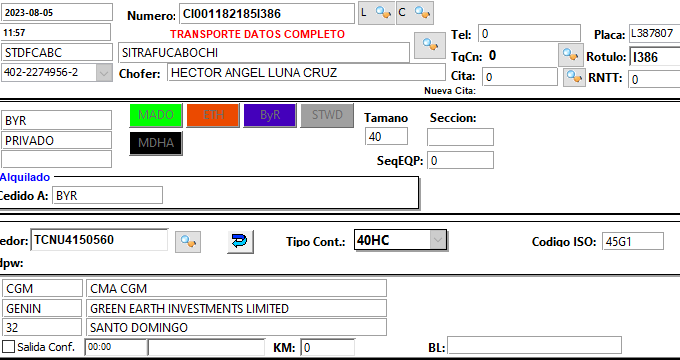 2023-08-05 Numero: CI001182185I386 L C
11:57 TRANSPORTE DATOS COMPLETO Tel: 0 Placa: L387807
STDFCABC SITRAFUCABOCHI TqCn: 0 Rotulo: I386
402-2274956-2 Chofer: HECTOR ANGEL LUNA CRUZ Cita: 0 RNTT: 0
Nueva Cita:
BYR MADO ETH ByR STWD Tamano Seccion:
PRIVADO MDHA 40
SeqEQP: 0
Alquilado
Cedido A: BYR
edor: TCNU4150560 Tipo Cont.: 40HC Codigo ISO: 45G1
dpw:
CGM CMA CGM
GENIN GREEN EARTH INVESTMENTS LIMITED
32 SANTO DOMINGO
Salida Conf. 00:00 KM: 0 BL: